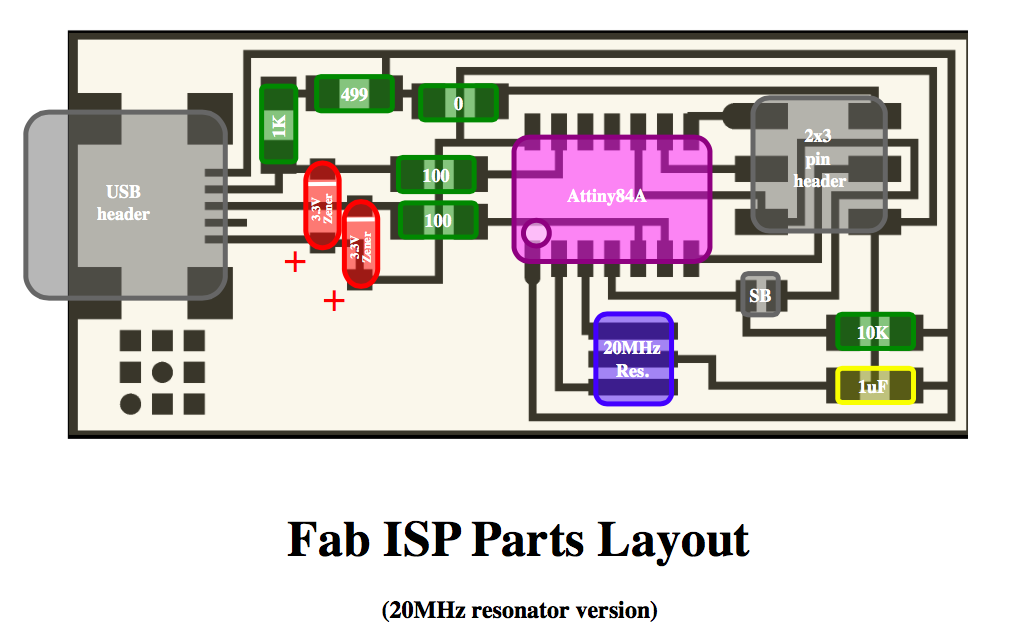 499
0
1K
USB
header
100
100
3.3V
Zener
3.3V
Zener
+
+
Attiny84A
2x3
pin
header
SB
20MHz
Res.
10K
1uF
Fab ISP Parts Layout
(20MHz resonator version)